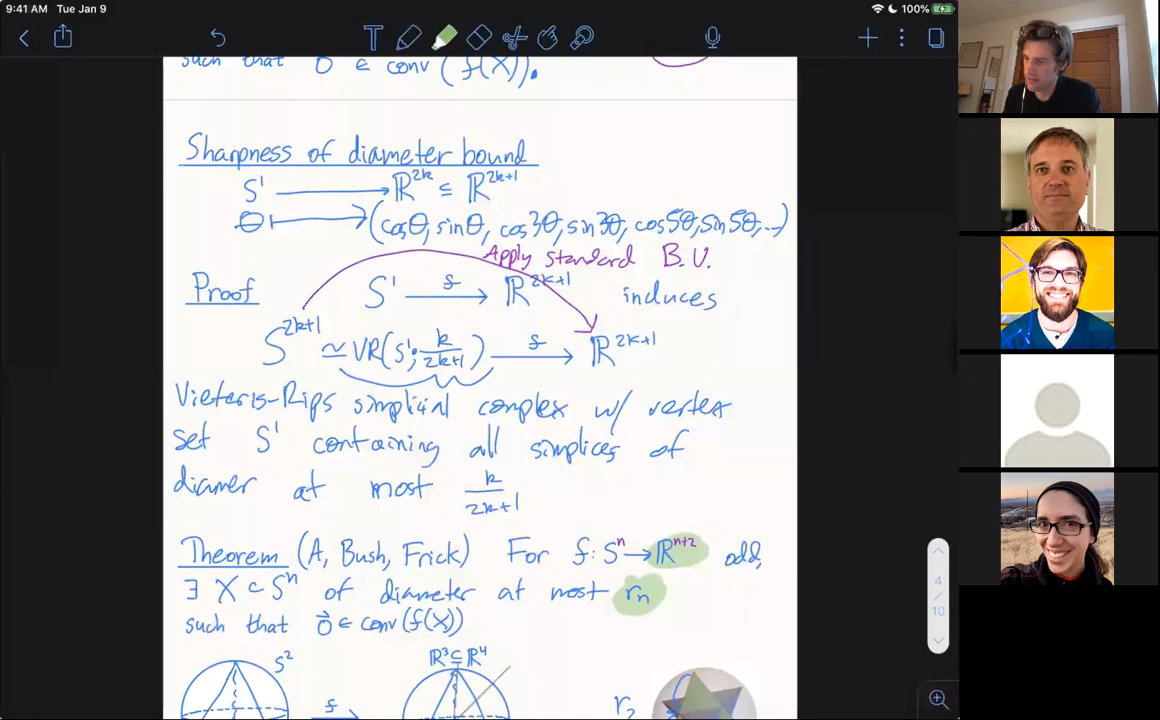 9:41 AM Tue Jan 9
100%
such that 0⃗ ∈ conv (f(X)).
Sharpness of diameter bound
S¹ → ℝ²ᵏ ⊆ ℝ²ᵏ⁺¹
θ ↦ (cosθ, sinθ, cos3θ, sin3θ, cos5θ, sin5θ, ...)
Apply standard B.U.
Proof S¹ →f ℝ²ᵏ⁺¹ induces
S²ᵏ⁺¹ ≃ VR(S¹; k/(2k+1)) →f ℝ²ᵏ⁺¹
Vietoris-Rips simplicial complex w/ vertex
set S¹ containing all simplices of
diamer at most k/(2k+1)
Theorem (A, Bush, Frick) For f: Sⁿ → ℝⁿ⁺² odd,
∃ X ⊂ Sⁿ of diameter at most rₙ
such that 0⃗ ∈ conv(f(X))
S² →f ℝ³ ⊆ ℝ⁴ r₂
4 / 10